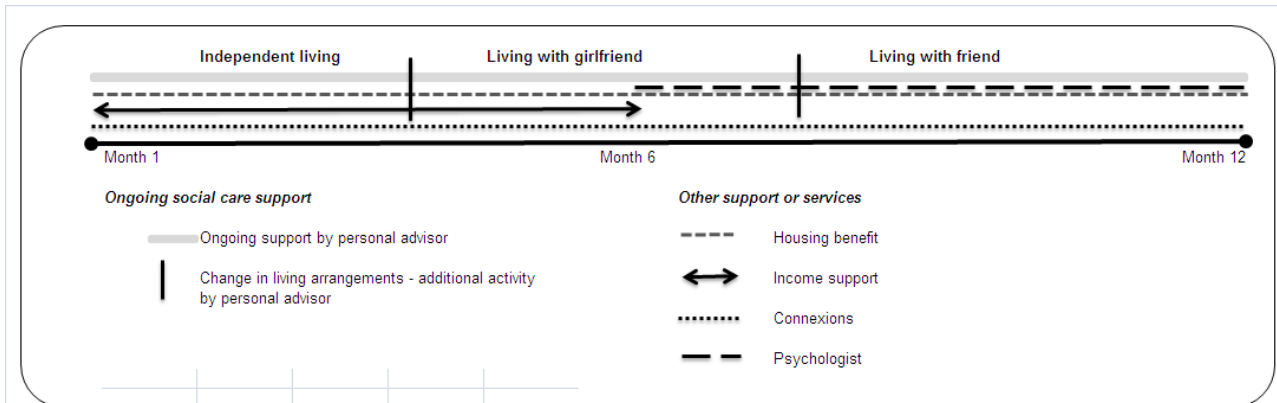 Independent living
Living with girlfriend
Living with friend
Month 1
Month 6
Month 12
Ongoing social care support
Ongoing support by personal advisor
Change in living arrangements - additional activity
by personal advisor
Other support or services
Housing benefit
Income support
Connexions
Psychologist